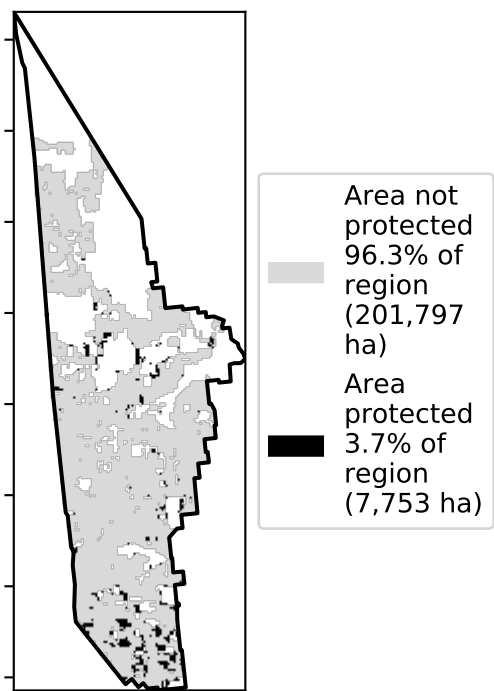 Area not
protected
96.3% of
region
(201,797
ha)
Area
protected
3.7% of
region
(7,753 ha)